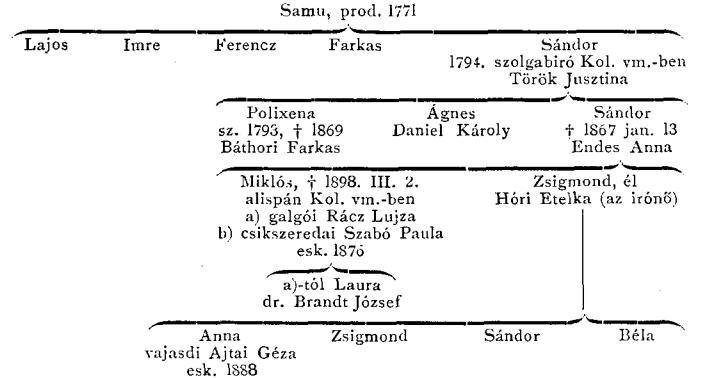 Samu, prod. 1771
Lajos Imre Ferencz Farkas Sándor
1794. szolgabiró Kol. vm.-ben
Török Jusztina
Polixena Ágnes Sándor
sz. 1793, † 1869 Daniel Károly † 1867 jan. 13
Báthori Farkas Endes Anna
Miklós, † 1898. III. 2. Zsigmond, él
alispán Kol. vm.-ben Hóri Etelka (az irónő)
a) galgói Rácz Lujza
b) csikszeredai Szabó Paula
esk. 1876
a)-tól Laura
dr. Brandt József
Anna Zsigmond Sándor Béla
vajasdi Ajtai Géza
esk. 1888